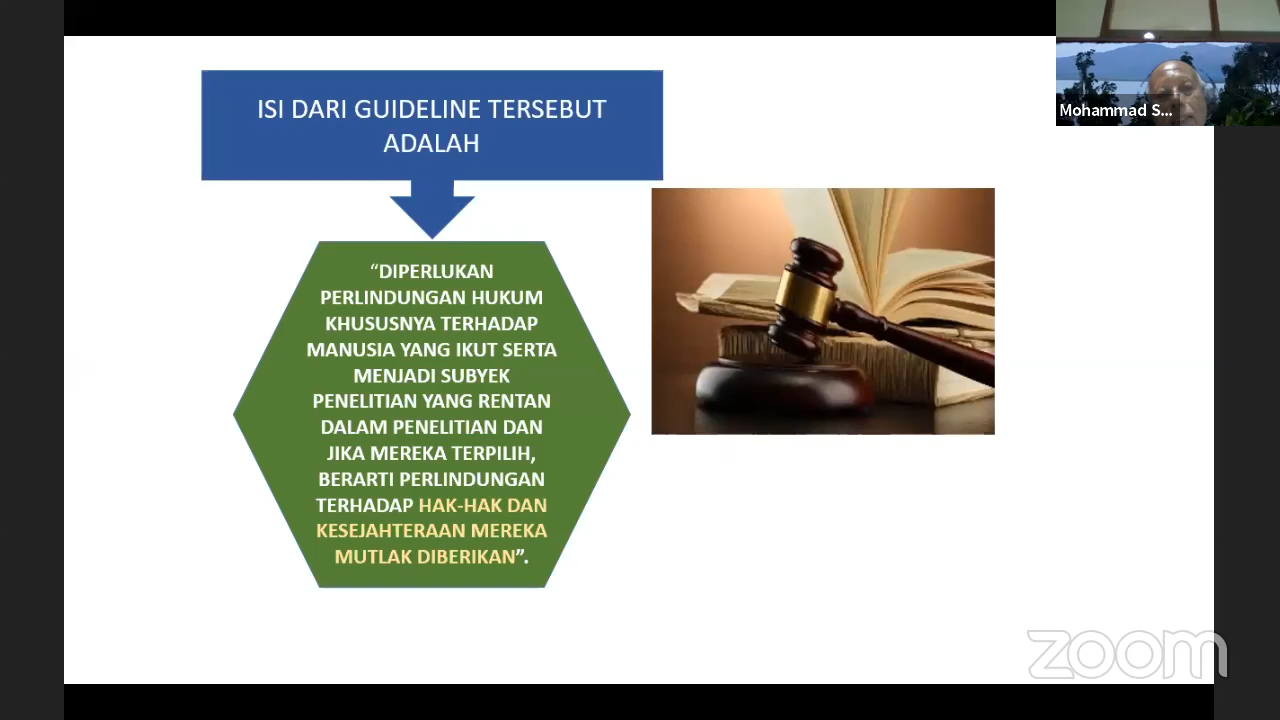 ISI DARI GUIDELINE TERSEBUT
ADALAH
Mohammad S...
“DIPERLUKAN
PERLINDUNGAN HUKUM
KHUSUSNYA TERHADAP
MANUSIA YANG IKUT SERTA
MENJADI SUBYEK
PENELITIAN YANG RENTAN
DALAM PENELITIAN DAN
JIKA MEREKA TERPILIH,
BERARTI PERLINDUNGAN
TERHADAP HAK-HAK DAN
KESEJAHTERAAN MEREKA
MUTLAK DIBERIKAN”.
zoom